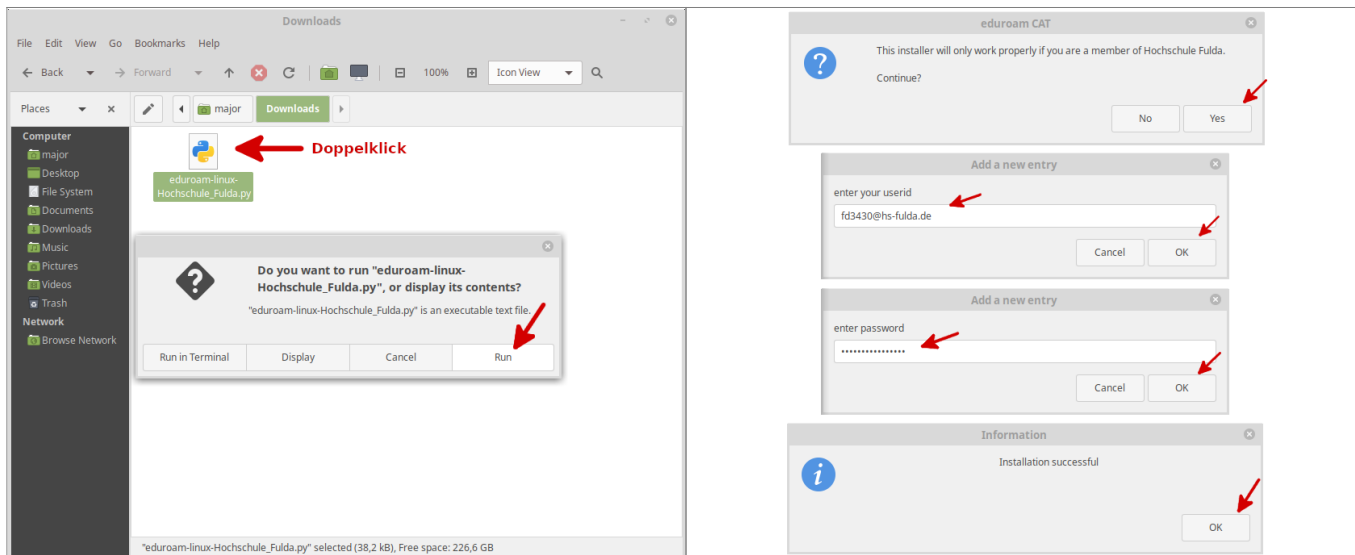 Downloads
File Edit View Go Bookmarks Help
Back Forward 100% Icon View
Places major Downloads
Computer
major
Desktop
File System
Documents
Downloads
Music
Pictures
Videos
Trash
Network
Browse Network
Doppelklick
eduroam-linux-
Hochschule_Fulda.py
Do you want to run "eduroam-linux-
Hochschule_Fulda.py", or display its contents?
"eduroam-linux-Hochschule_Fulda.py" is an executable text file.
Run in Terminal Display Cancel Run
"eduroam-linux-Hochschule_Fulda.py" selected (38,2 kB), Free space: 226,6 GB
eduroam CAT
This installer will only work properly if you are a member of Hochschule Fulda.
Continue?
No Yes
Add a new entry
enter your userid
fd3430@hs-fulda.de
Cancel OK
Add a new entry
enter password
••••••••••••••••
Cancel OK
Information
Installation successful
OK